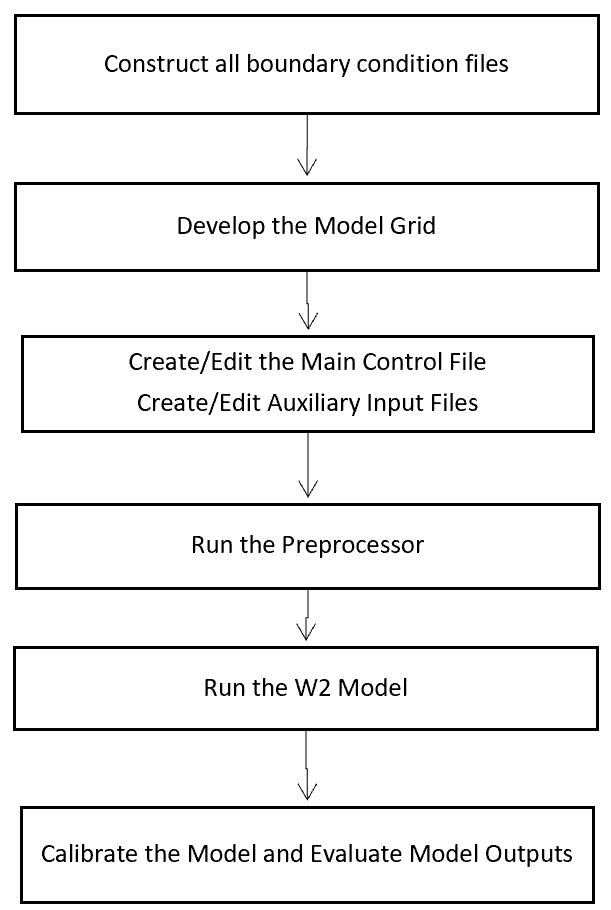 Construct all boundary condition files
Develop the Model Grid
Create/Edit the Main Control File
Create/Edit Auxiliary Input Files
Run the Preprocessor
Run the W2 Model
Calibrate the Model and Evaluate Model Outputs